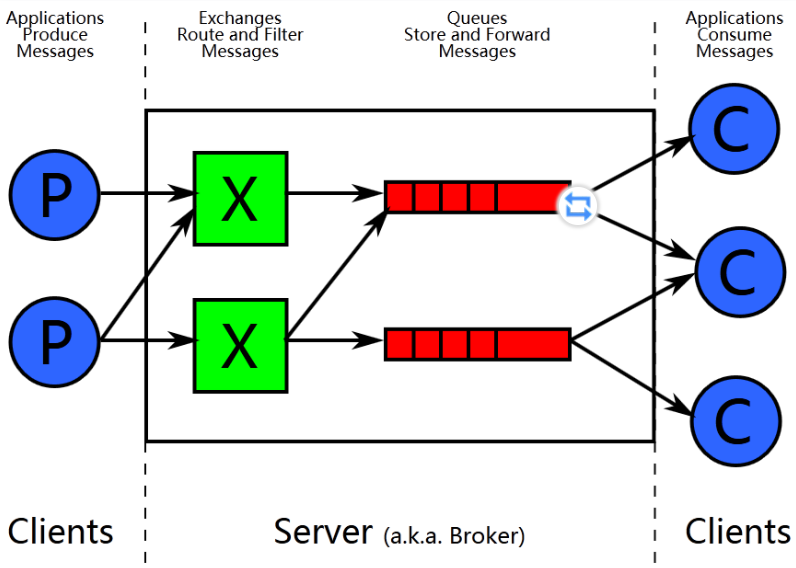 Applications
Produce
Messages
Exchanges
Route and Filter
Messages
Queues
Store and Forward
Messages
Applications
Consume
Messages
P
X
C
P
X
C
C
Clients
Server (a.k.a. Broker)
Clients